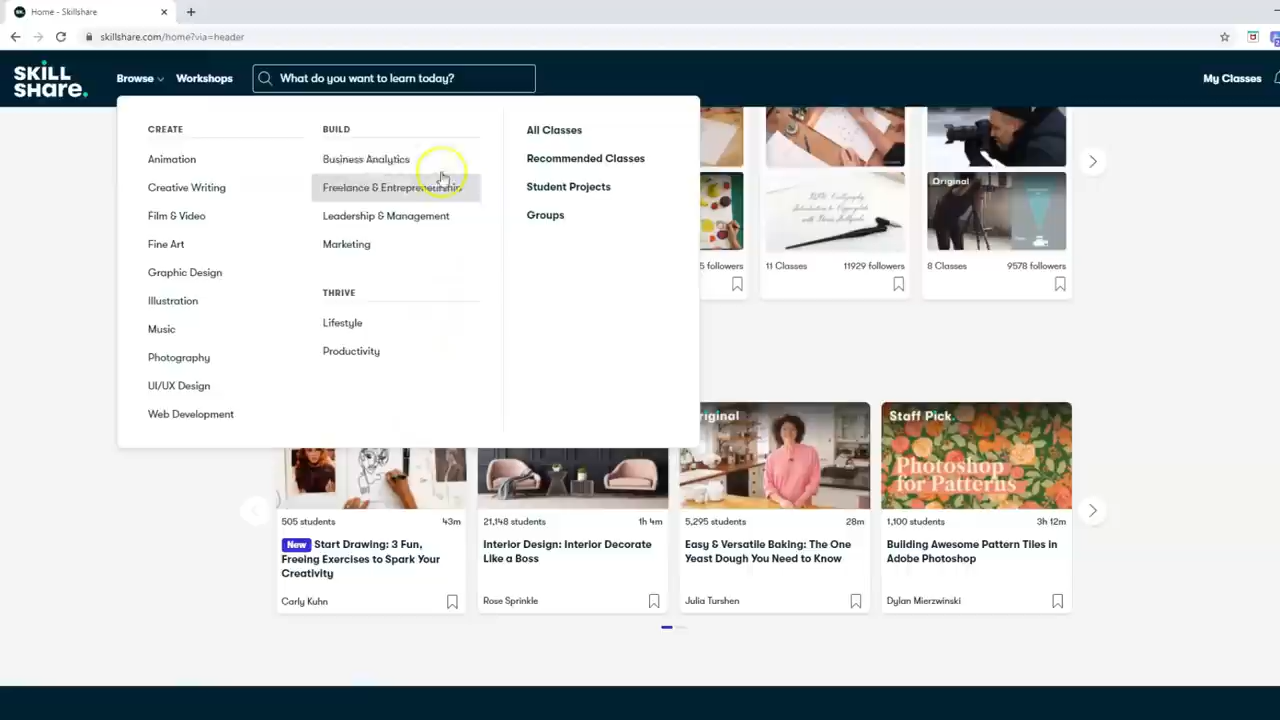 Home - Skillshare
skillshare.com/home?via=header
SKILL
SHARE.
Browse
Workshops
What do you want to learn today?
My Classes
CREATE
Animation
Creative Writing
Film & Video
Fine Art
Graphic Design
Illustration
Music
Photography
UI/UX Design
Web Development
BUILD
Business Analytics
Freelance & Entrepreneurship
Leadership & Management
Marketing
THRIVE
Lifestyle
Productivity
All Classes
Recommended Classes
Student Projects
Groups
Original
5 followers
11 Classes 11929 followers
8 Classes 9578 followers
505 students 43m
New Start Drawing: 3 Fun,
Freeing Exercises to Spark Your
Creativity
Carly Kuhn
21,148 students 1h 4m
Interior Design: Interior Decorate
Like a Boss
Rose Sprinkle
riginal
5,295 students 28m
Easy & Versatile Baking: The One
Yeast Dough You Need to Know
Julia Turshen
Staff Pick.
Photoshop
for Patterns
1,100 students 3h 12m
Building Awesome Pattern Tiles in
Adobe Photoshop
Dylan Mierzwinski